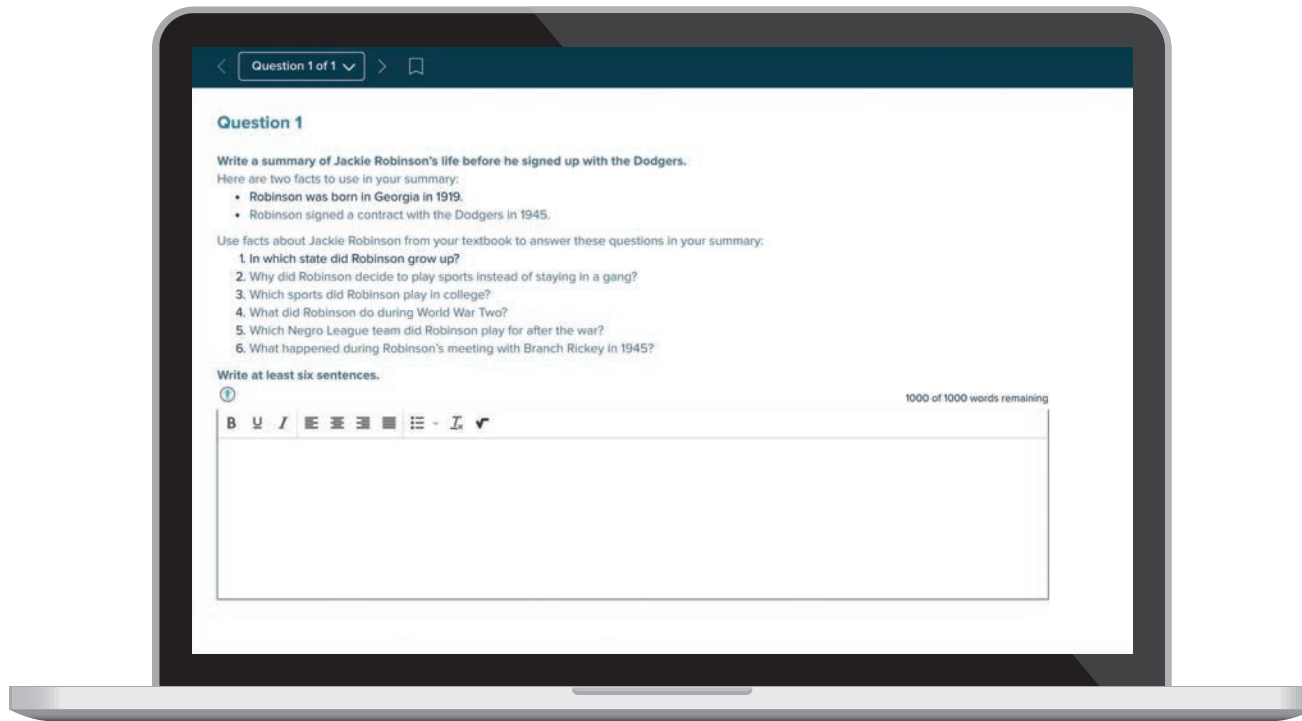 Question 1 of 1
Question 1
Write a summary of Jackie Robinson's life before he signed up with the Dodgers.
Here are two facts to use in your summary:
• Robinson was born in Georgia in 1919.
• Robinson signed a contract with the Dodgers in 1945.
Use facts about Jackie Robinson from your textbook to answer these questions in your summary:
1. In which state did Robinson grow up?
2. Why did Robinson decide to play sports instead of staying in a gang?
3. Which sports did Robinson play in college?
4. What did Robinson do during World War Two?
5. Which Negro League team did Robinson play for after the war?
6. What happened during Robinson's meeting with Branch Rickey in 1945?
Write at least six sentences.
1000 of 1000 words remaining
B U I